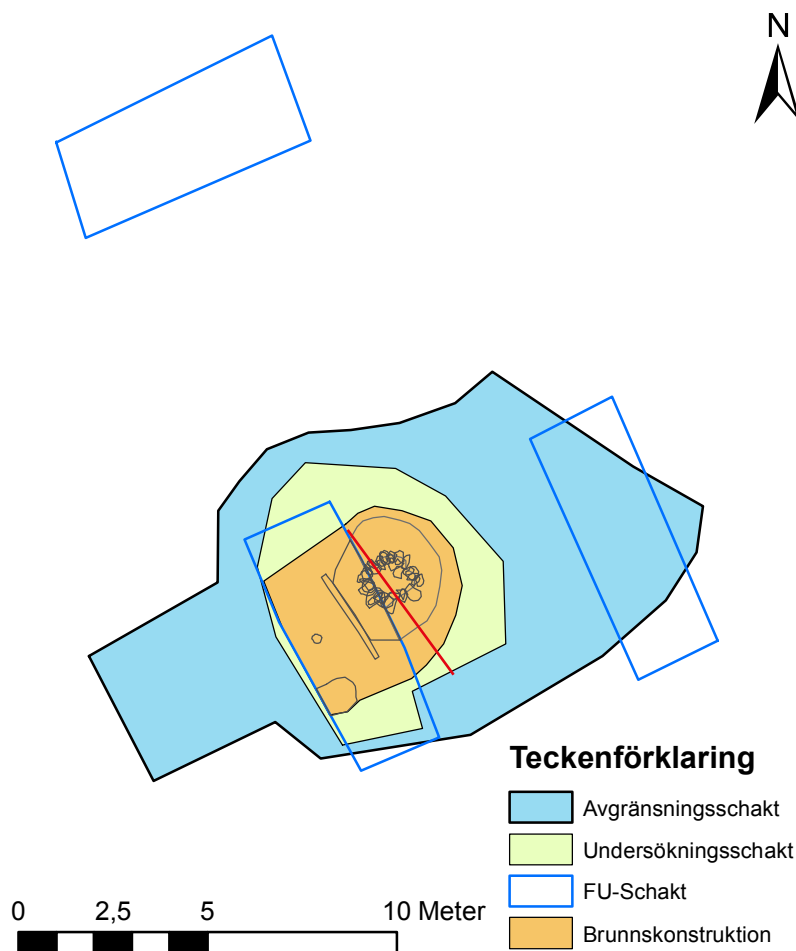 N
Teckenförklaring
Avgränsningsschakt
Undersökningsschakt
FU-Schakt
Brunnskonstruktion
0 2,5 5 10 Meter